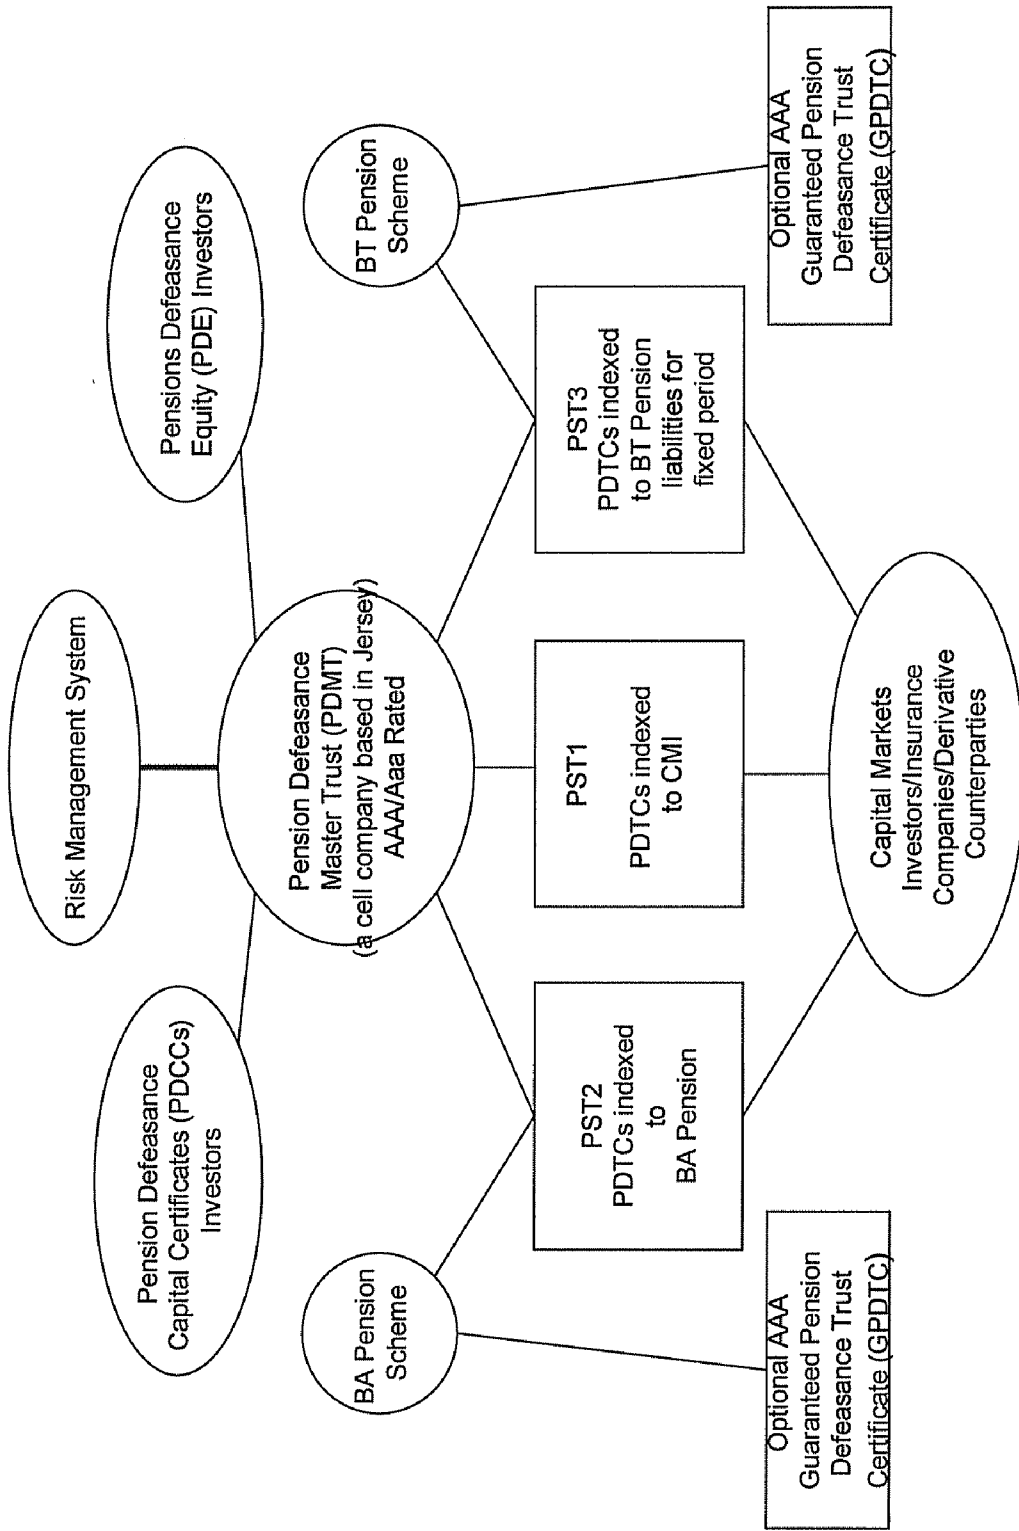 Risk Management System
Pension Defeasance
Capital Certificates (PDCCs)
Investors
Pensions Defeasance
Equity (PDE) Investors
Pension Defeasance
Master Trust (PDMT)
(a cell company based in Jersey)
AAA/Aaa Rated
BA Pension
Scheme
BT Pension
Scheme
PST2
PDTCs indexed
to
BA Pension
PST1
PDTCs indexed
to CMI
PST3
PDTCs indexed
to BT Pension
liabilities for
fixed period
Optional AAA
Guaranteed Pension
Defeasance Trust
Certificate (GPDTC)
Capital Markets
Investors/Insurance
Companies/Derivative
Counterparties
Optional AAA
Guaranteed Pension
Defeasance Trust
Certificate (GPDTC)